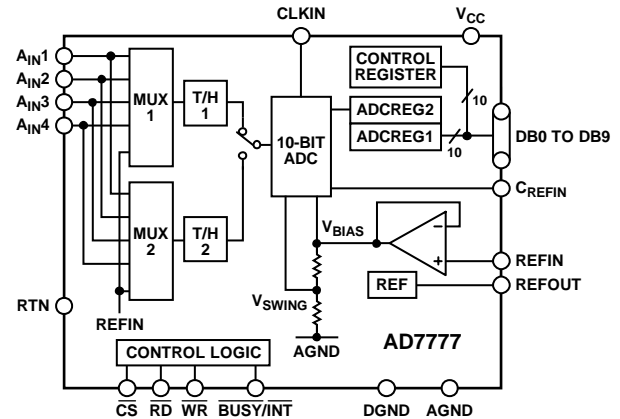 CLKIN
VCC
AIN1
AIN2
AIN3
AIN4
MUX
1
T/H
1
CONTROL
REGISTER
10
ADCREG2
ADCREG1
10
10-BIT
ADC
DB0 TO DB9
MUX
2
T/H
2
CREFIN
VBIAS
–
+
REFIN
REF
REFOUT
RTN
REFIN
VSWING
AGND
AD7777
CONTROL LOGIC
CS
RD
WR
BUSY/INT
DGND
AGND